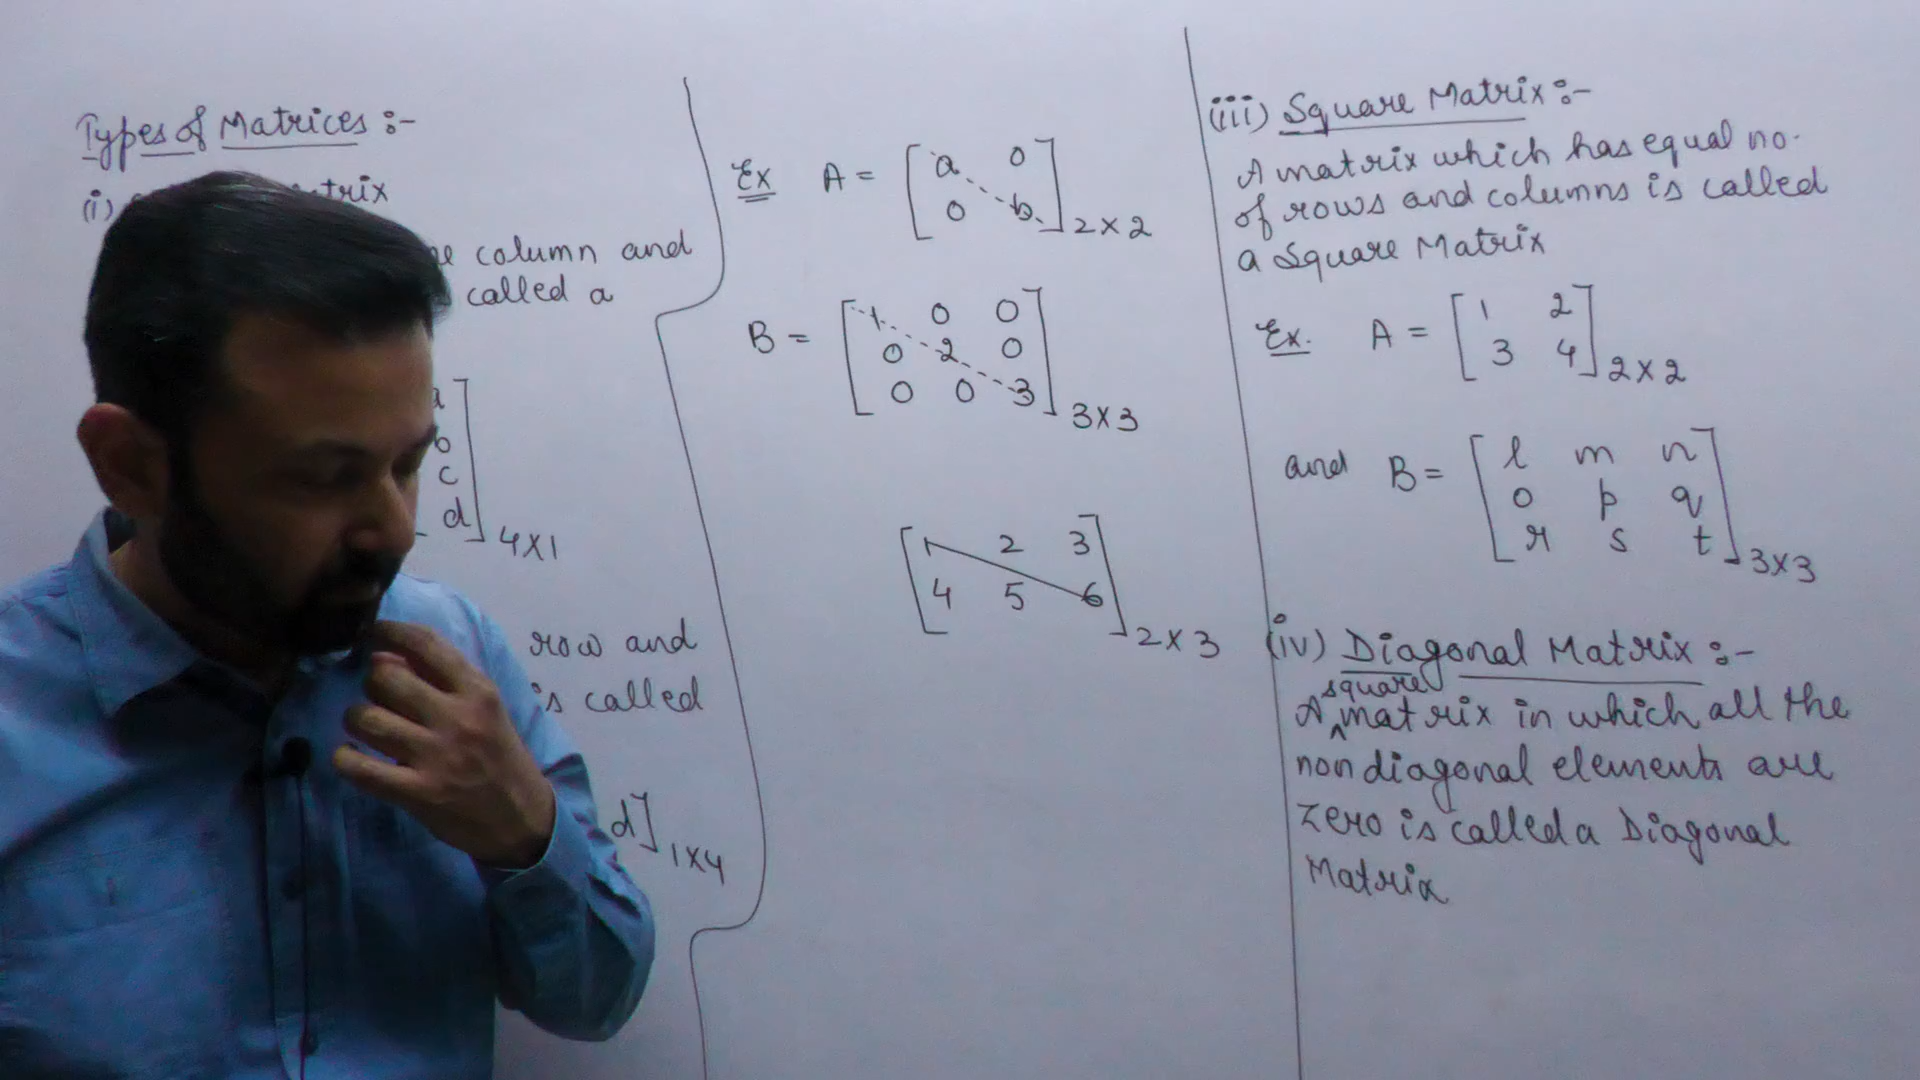 Types of Matrices :-
(i)
column and
called a
b
c
d]4x1
row and
is called
d]1x4
Ex A = [a 0
0 b]2x2
B = [1 0 0
0 2 0
0 0 3]3x3
[1 2 3
4 5 6]2x3
(iii) Square Matrix :-
A matrix which has equal no.
of rows and columns is called
a Square Matrix
Ex. A = [1 2
3 4]2x2
and B = [l m n
o p q
r s t]3x3
(iv) Diagonal Matrix :-
square
A ^ matrix in which all the
non diagonal elements are
zero is called a Diagonal
Matrix